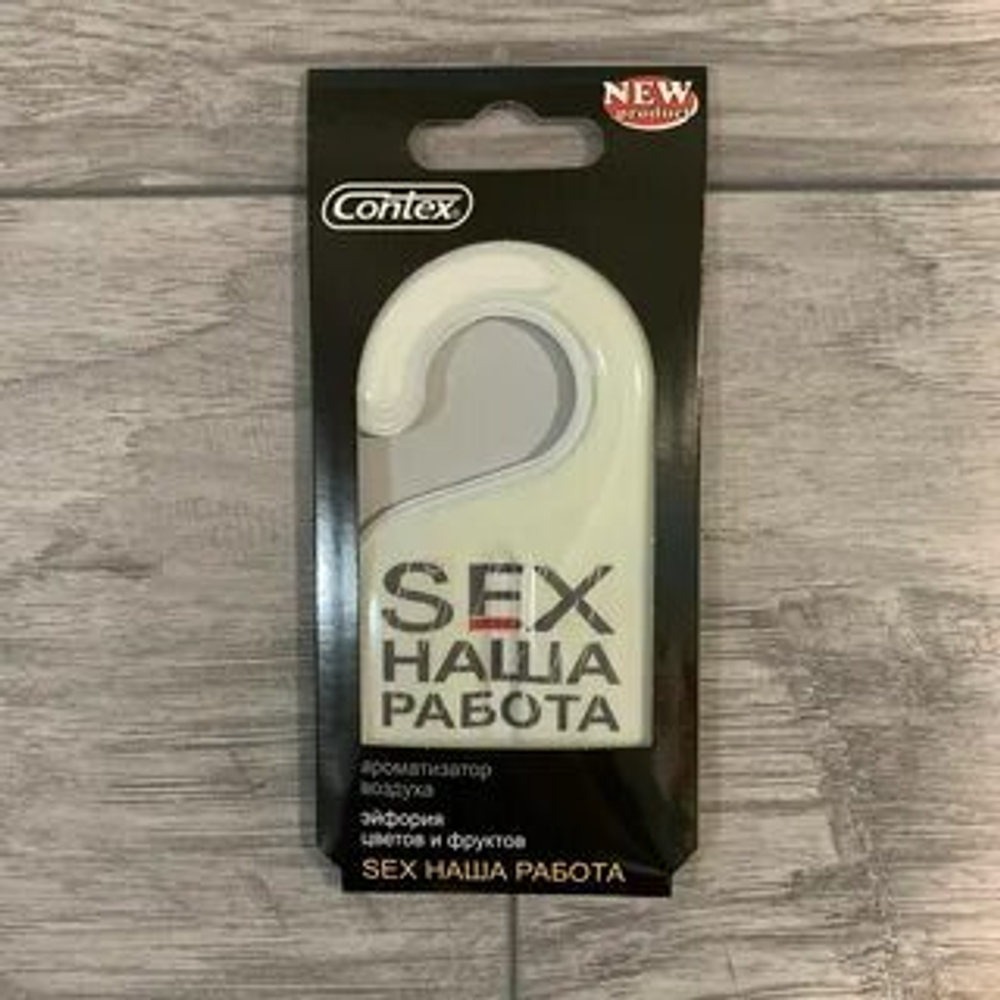 NEW
product
Contex
SEX
НАША
РАБОТА
ароматизатор
воздуха
эйфория
цветов и фруктов
SEX НАША РАБОТА